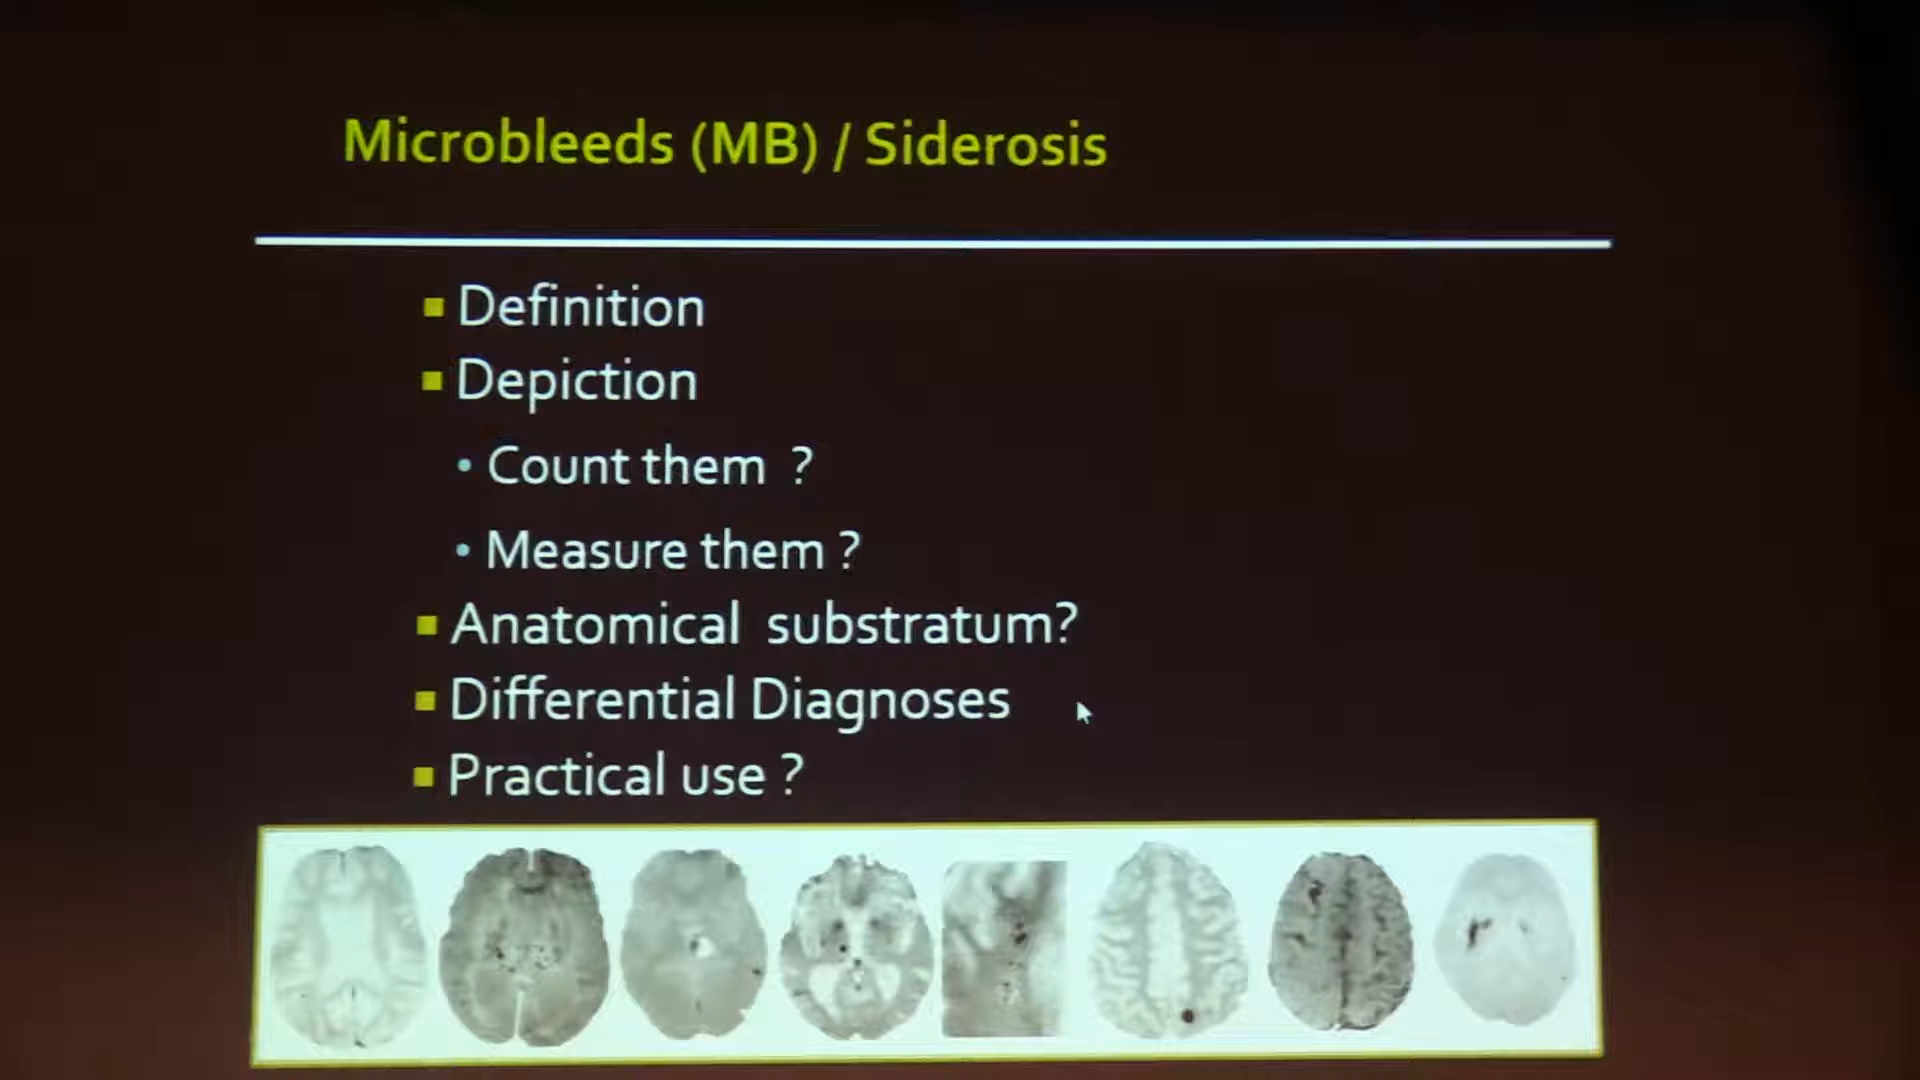 Microbleeds (MB) / Siderosis
Definition
Depiction
Count them ?
Measure them ?
Anatomical substratum?
Differential Diagnoses
Practical use ?